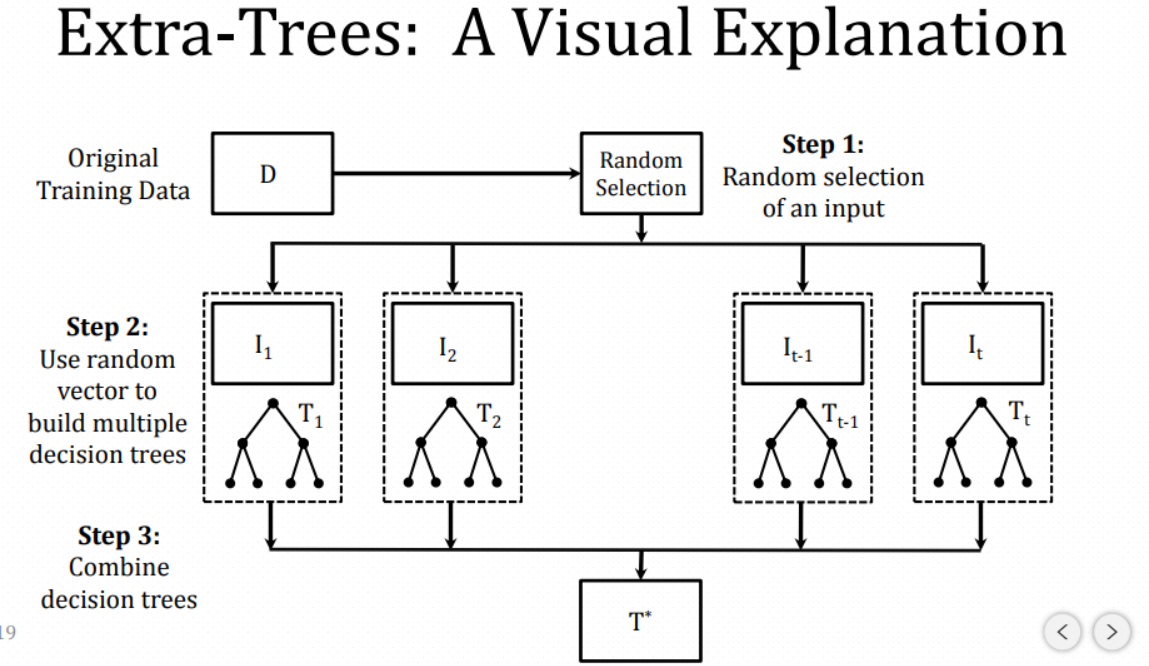 Extra-Trees: A Visual Explanation
Original
Training Data
D
Random
Selection
Step 1:
Random selection
of an input
Step 2:
Use random
vector to
build multiple
decision trees
I₁
I₂
Iₜ₋₁
Iₜ
T₁
T₂
Tₜ₋₁
Tₜ
Step 3:
Combine
decision trees
T*
19